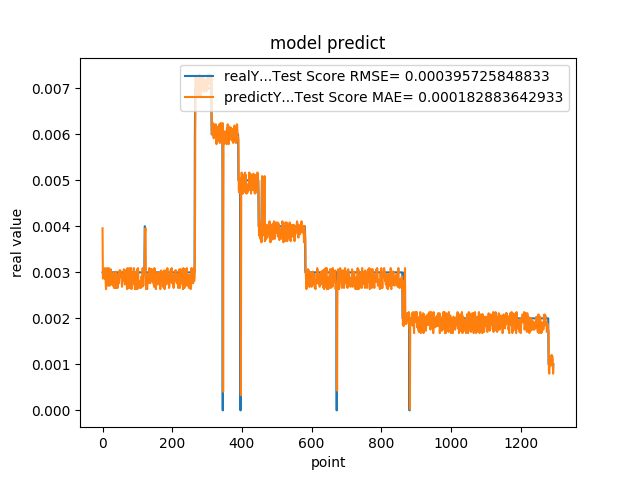 model predict
realY...Test Score RMSE= 0.000395725848833
predictY...Test Score MAE= 0.000182883642933
0.007
0.006
0.005
0.004
0.003
0.002
0.001
0.000
real value
0 200 400 600 800 1000 1200
point